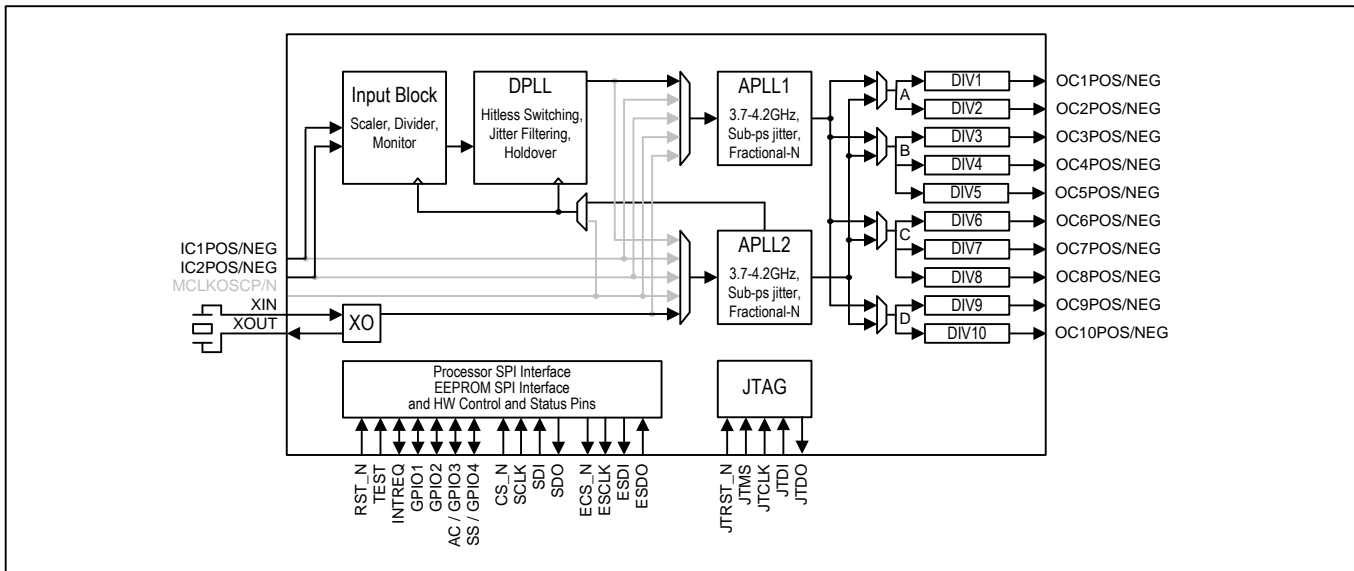 Input Block
Scaler, Divider,
Monitor
DPLL
Hitless Switching,
Jitter Filtering,
Holdover
APLL1
3.7-4.2GHz,
Sub-ps jitter,
Fractional-N
APLL2
3.7-4.2GHz,
Sub-ps jitter,
Fractional-N
A
B
C
D
DIV1
DIV2
DIV3
DIV4
DIV5
DIV6
DIV7
DIV8
DIV9
DIV10
OC1POS/NEG
OC2POS/NEG
OC3POS/NEG
OC4POS/NEG
OC5POS/NEG
OC6POS/NEG
OC7POS/NEG
OC8POS/NEG
OC9POS/NEG
OC10POS/NEG
IC1POS/NEG
IC2POS/NEG
MCLKOSCP/N
XIN
XOUT
XO
Processor SPI Interface
EEPROM SPI Interface
and HW Control and Status Pins
JTAG
RST_N
TEST
INTREQ
GPIO1
GPIO2
AC / GPIO3
SS / GPIO4
CS_N
SCLK
SDI
SDO
ECS_N
ESCLK
ESDI
ESDO
JTRST_N
JTMS
JTCLK
JTDI
JTDO